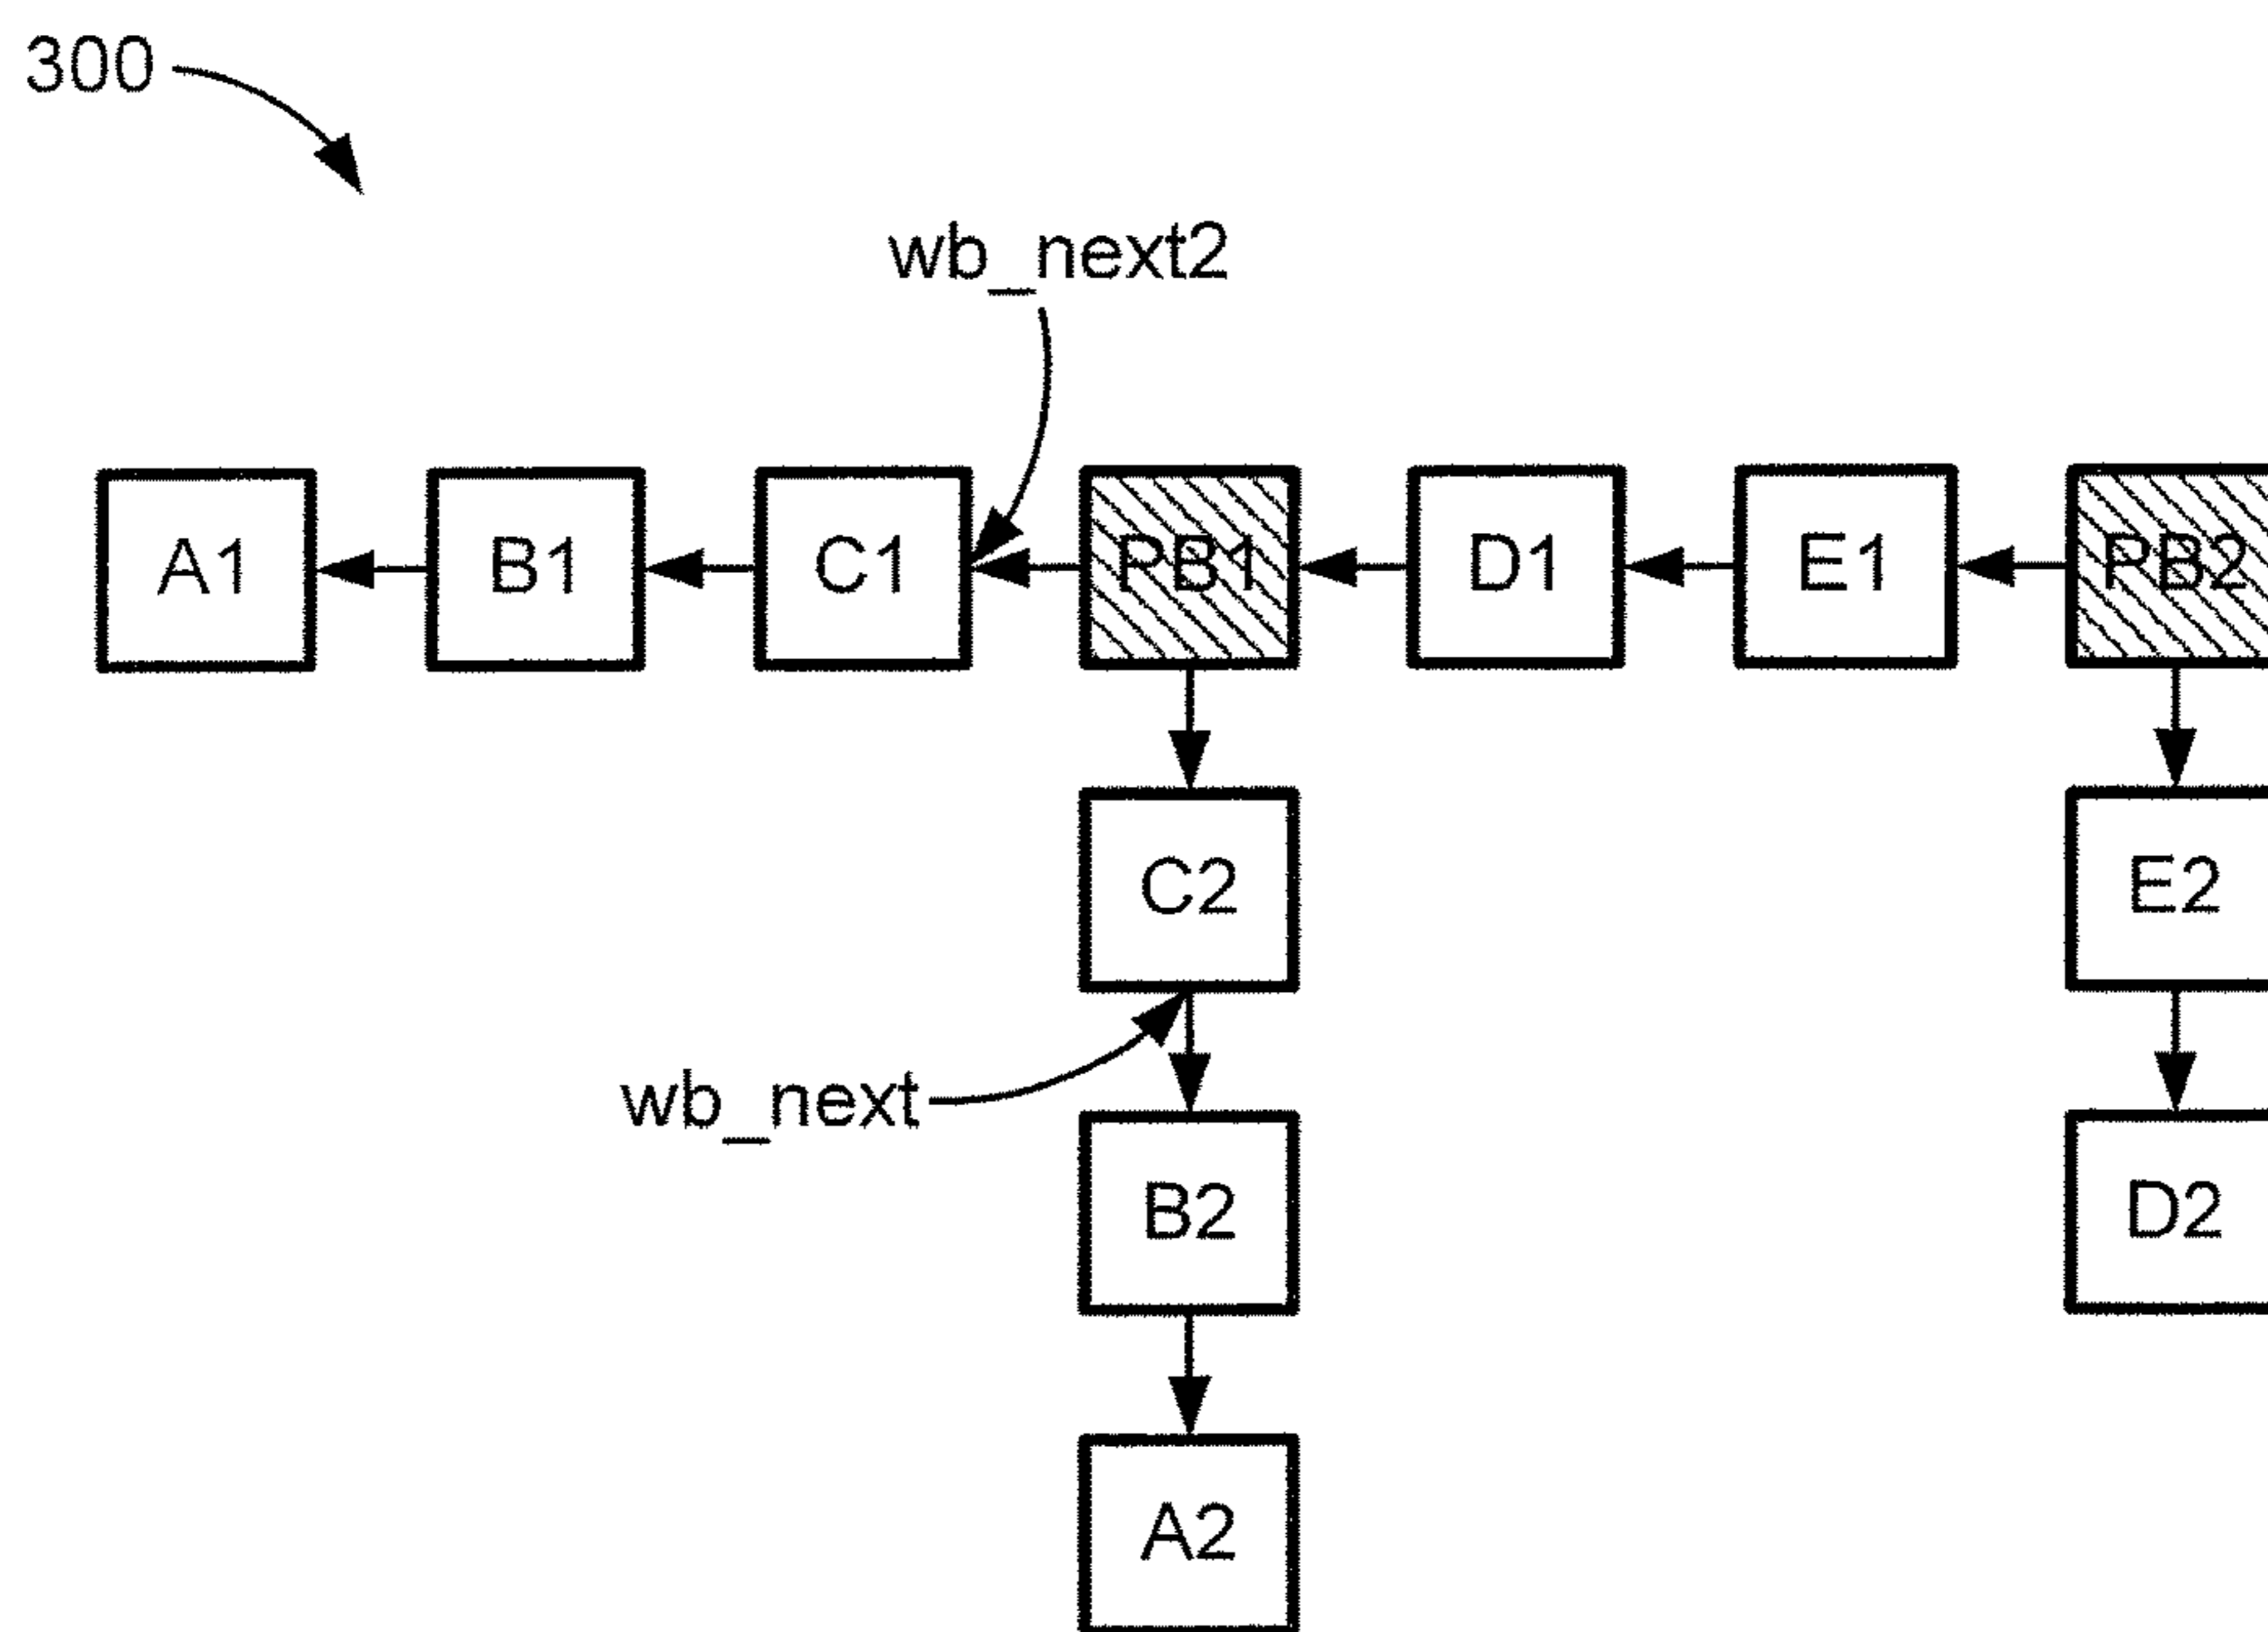 300
wb_next2
A1
B1
C1
PB1
D1
E1
PB2
C2
E2
wb_next
B2
D2
A2